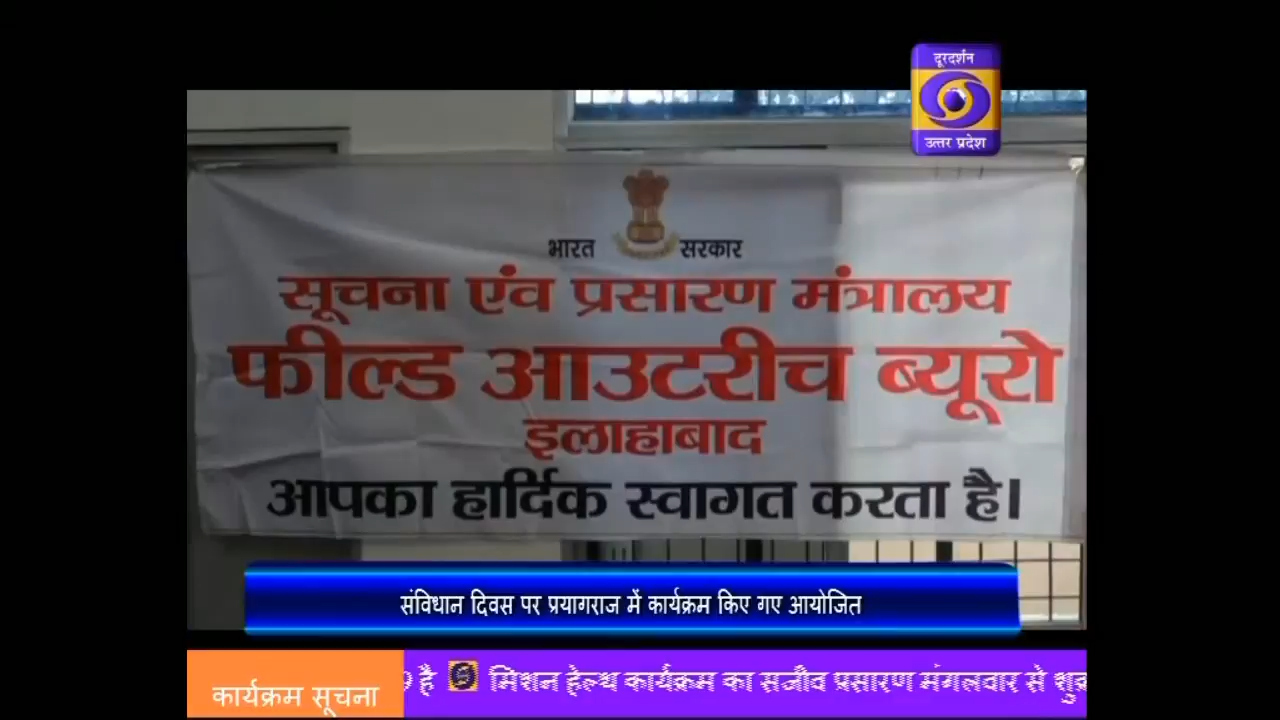 दूरदर्शन
उत्तर प्रदेश
भारत सरकार
सूचना एंव प्रसारण मंत्रालय
फील्ड आउटरीच ब्यूरो
इलाहाबाद
आपका हार्दिक स्वागत करता है।
संविधान दिवस पर प्रयागराज में कार्यक्रम किए गए आयोजित
कार्यक्रम सूचना
है मिशन हेल्थ कार्यक्रम का सजीव प्रसारण मंगलवार से